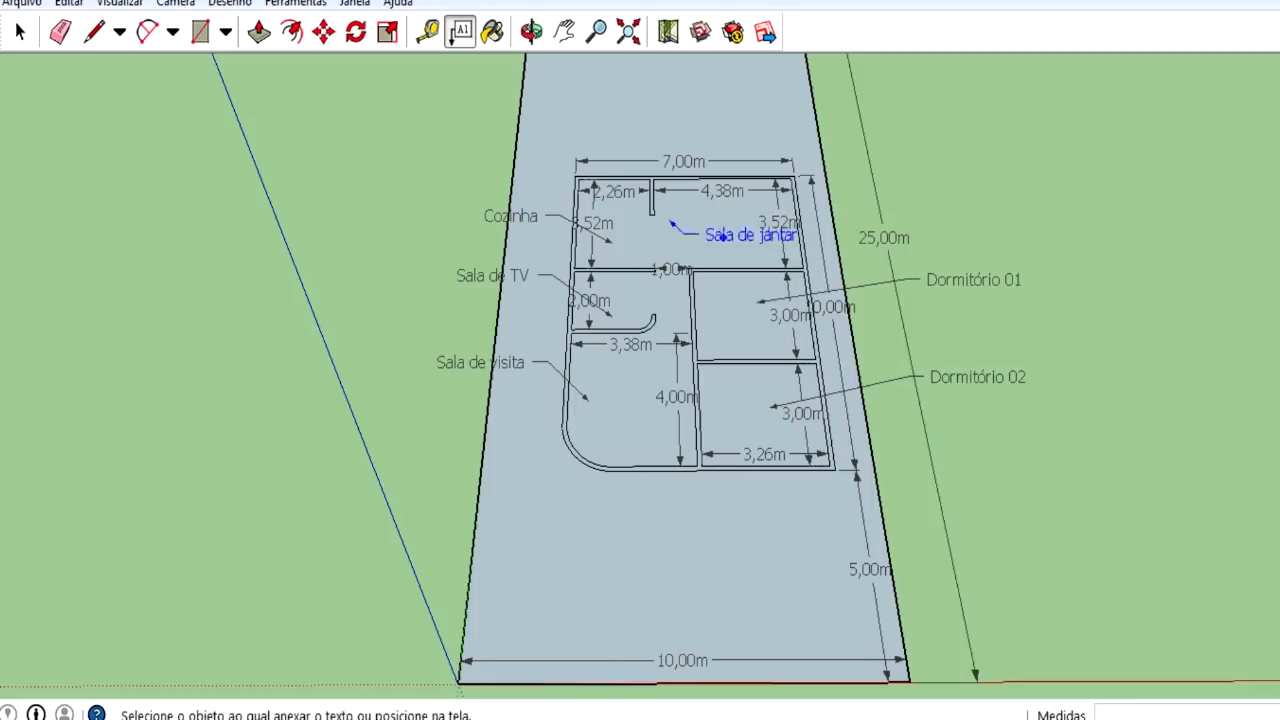 Arquivo Editar Visualizar Câmera Desenho Ferramentas Janela Ajuda
A1
7,00m
2,26m 4,38m
Cozinha 3,52m 3,52m
Sala de jantar
25,00m
1,00m
Sala de TV
Dormitório 01
2,00m
3,00m
0,00m
3,38m
Sala de visita
Dormitório 02
4,00m
3,00m
3,26m
5,00m
10,00m
Selecione o objeto ao qual anexar o texto ou posicione na tela.
Medidas